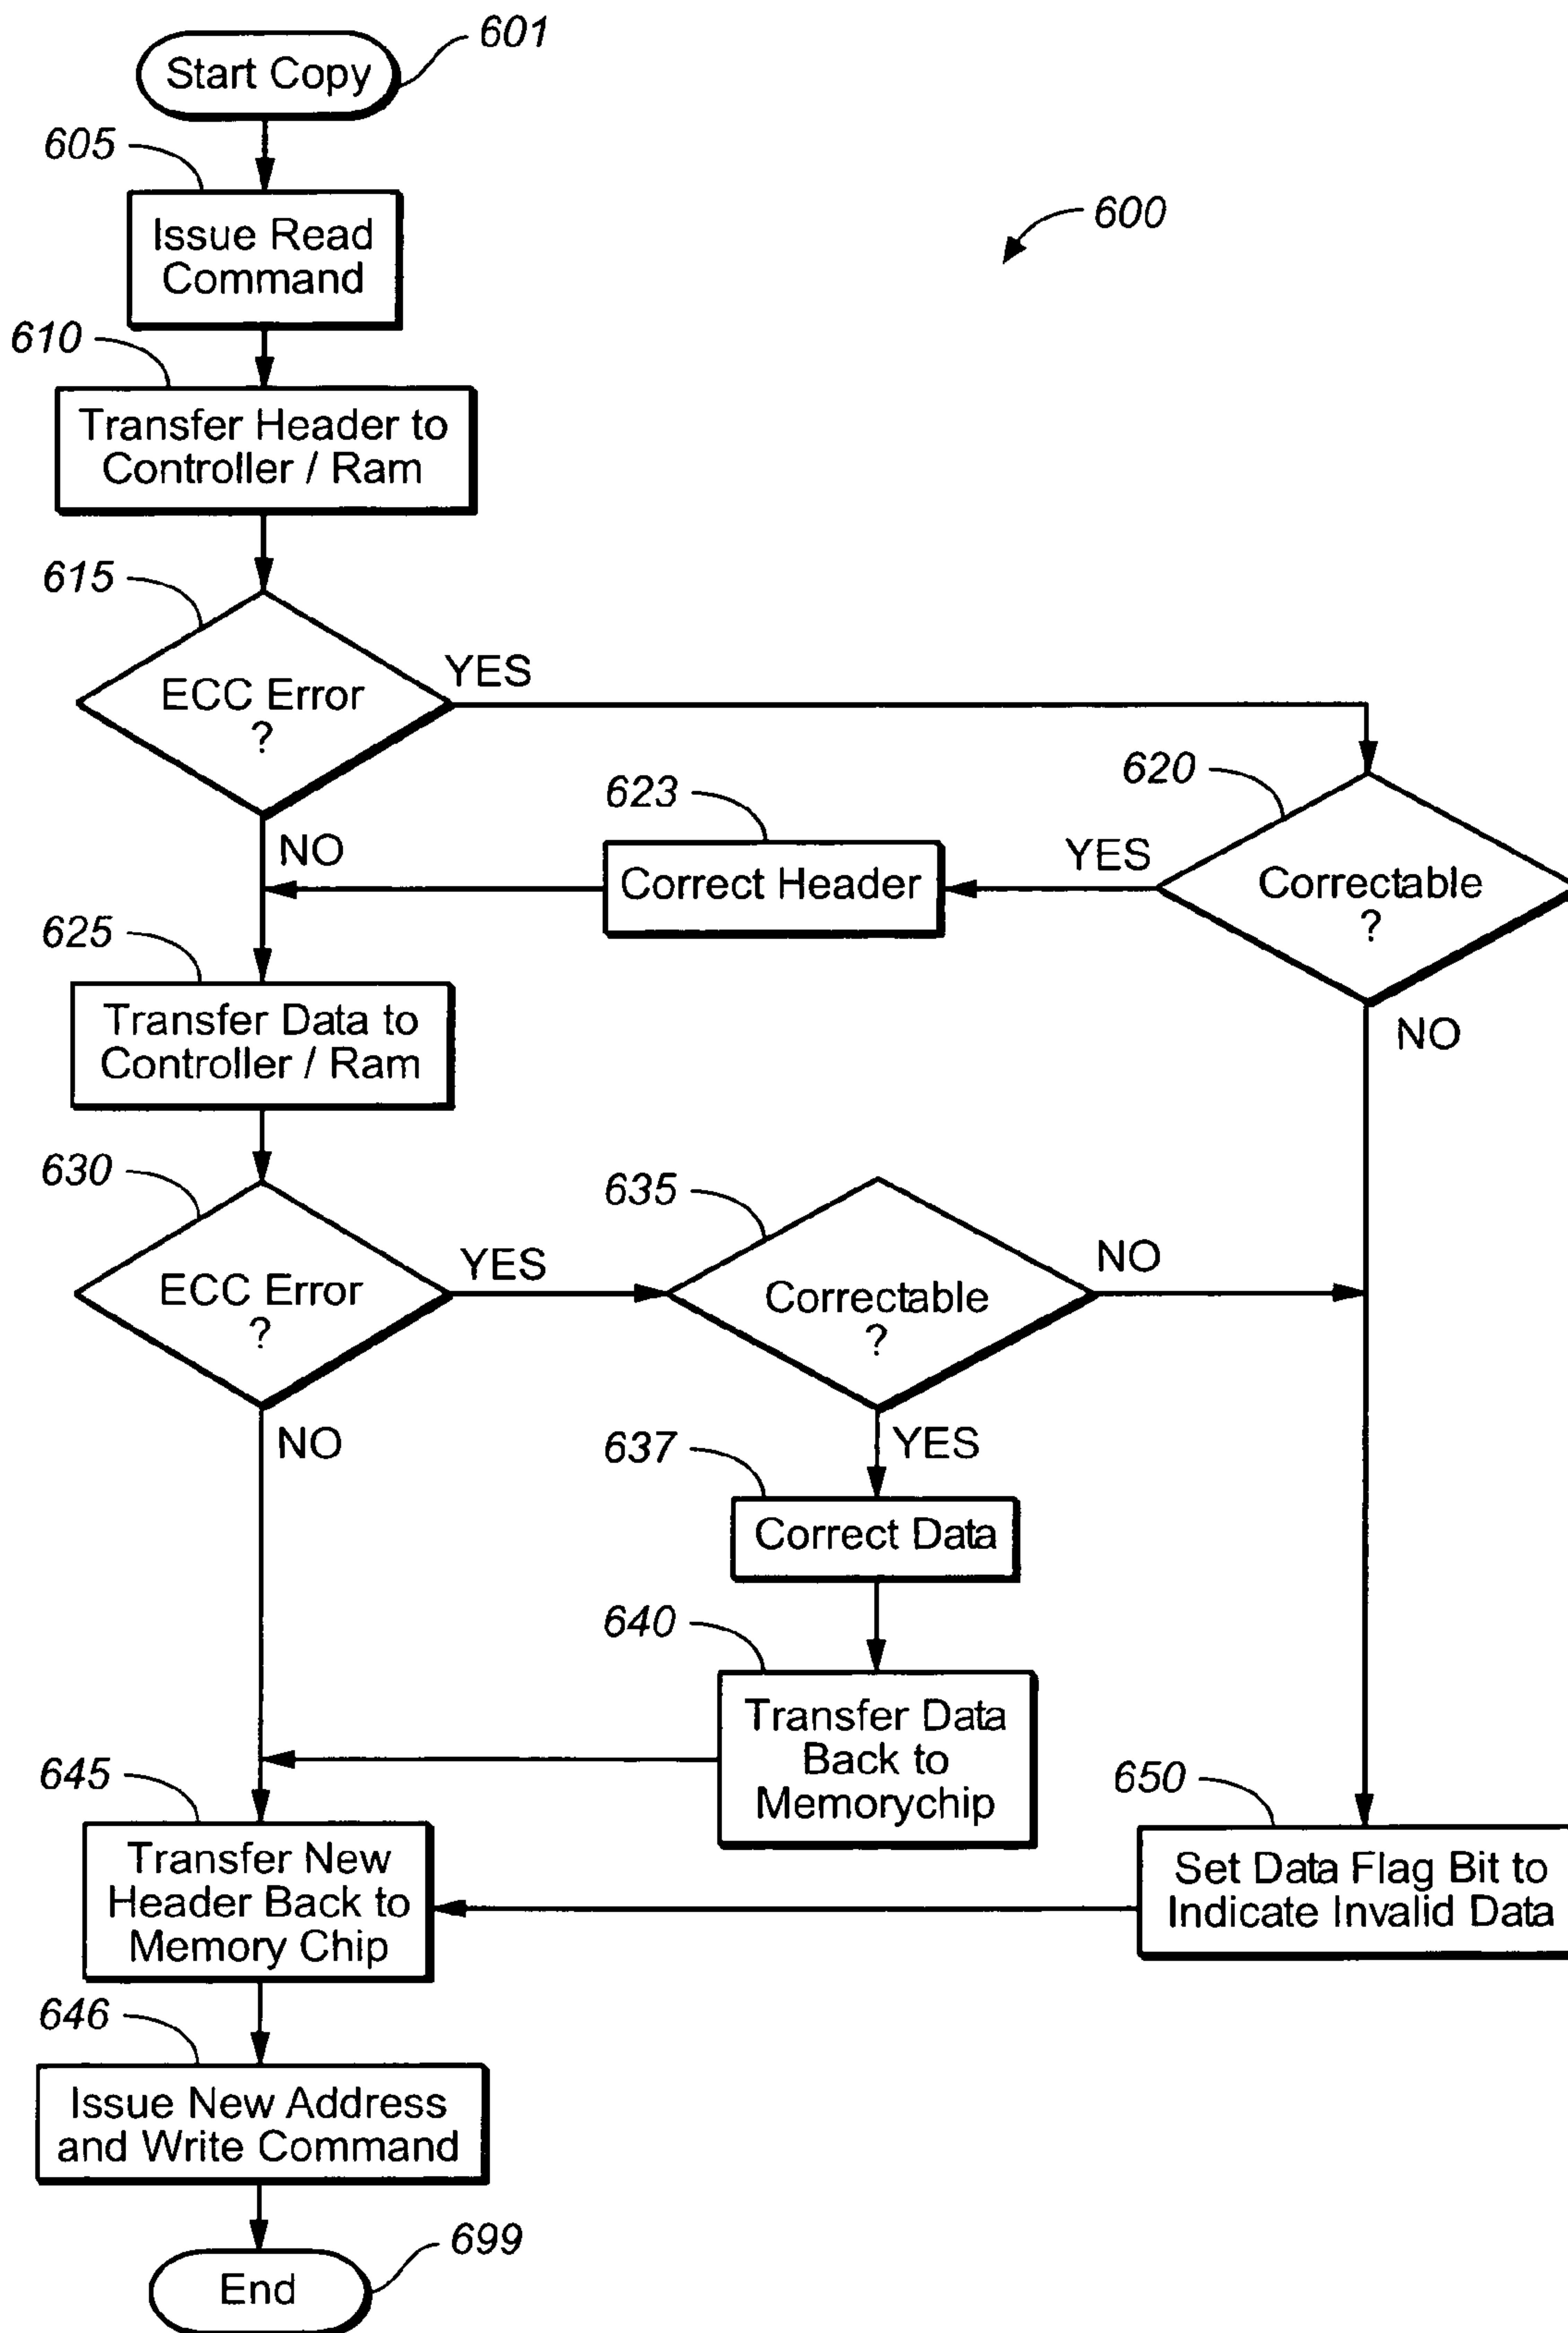 601
Start Copy
605
Issue Read
Command
600
610
Transfer Header to
Controller / Ram
615
ECC Error
?
YES
NO
620
Correctable
?
YES
NO
623
Correct Header
625
Transfer Data to
Controller / Ram
630
ECC Error
?
YES
NO
635
Correctable
?
NO
YES
637
Correct Data
640
Transfer Data
Back to
Memorychip
645
Transfer New
Header Back to
Memory Chip
650
Set Data Flag Bit to
Indicate Invalid Data
646
Issue New Address
and Write Command
699
End